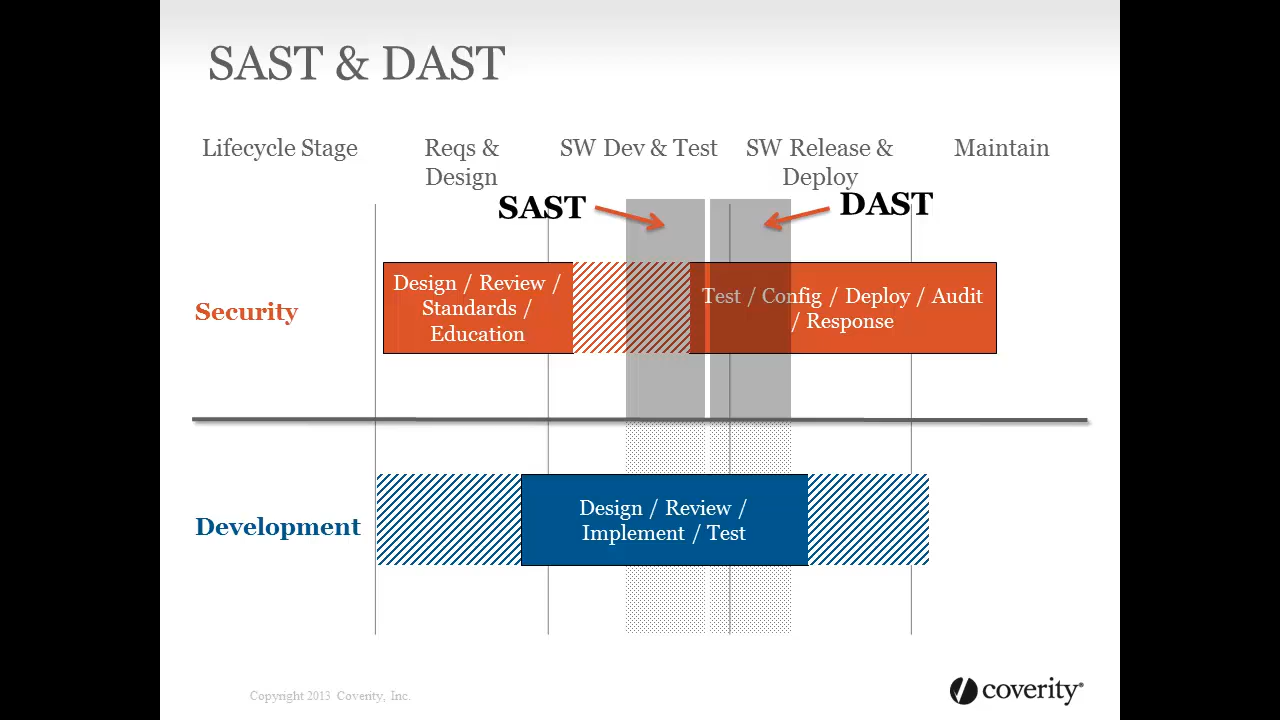 SAST & DAST
Lifecycle Stage
Reqs &
Design
SW Dev & Test
SW Release &
Deploy
Maintain
SAST
DAST
Security
Design / Review /
Standards /
Education
Test / Config / Deploy / Audit
/ Response
Development
Design / Review /
Implement / Test
Copyright 2013 Coverity, Inc.
coverity®